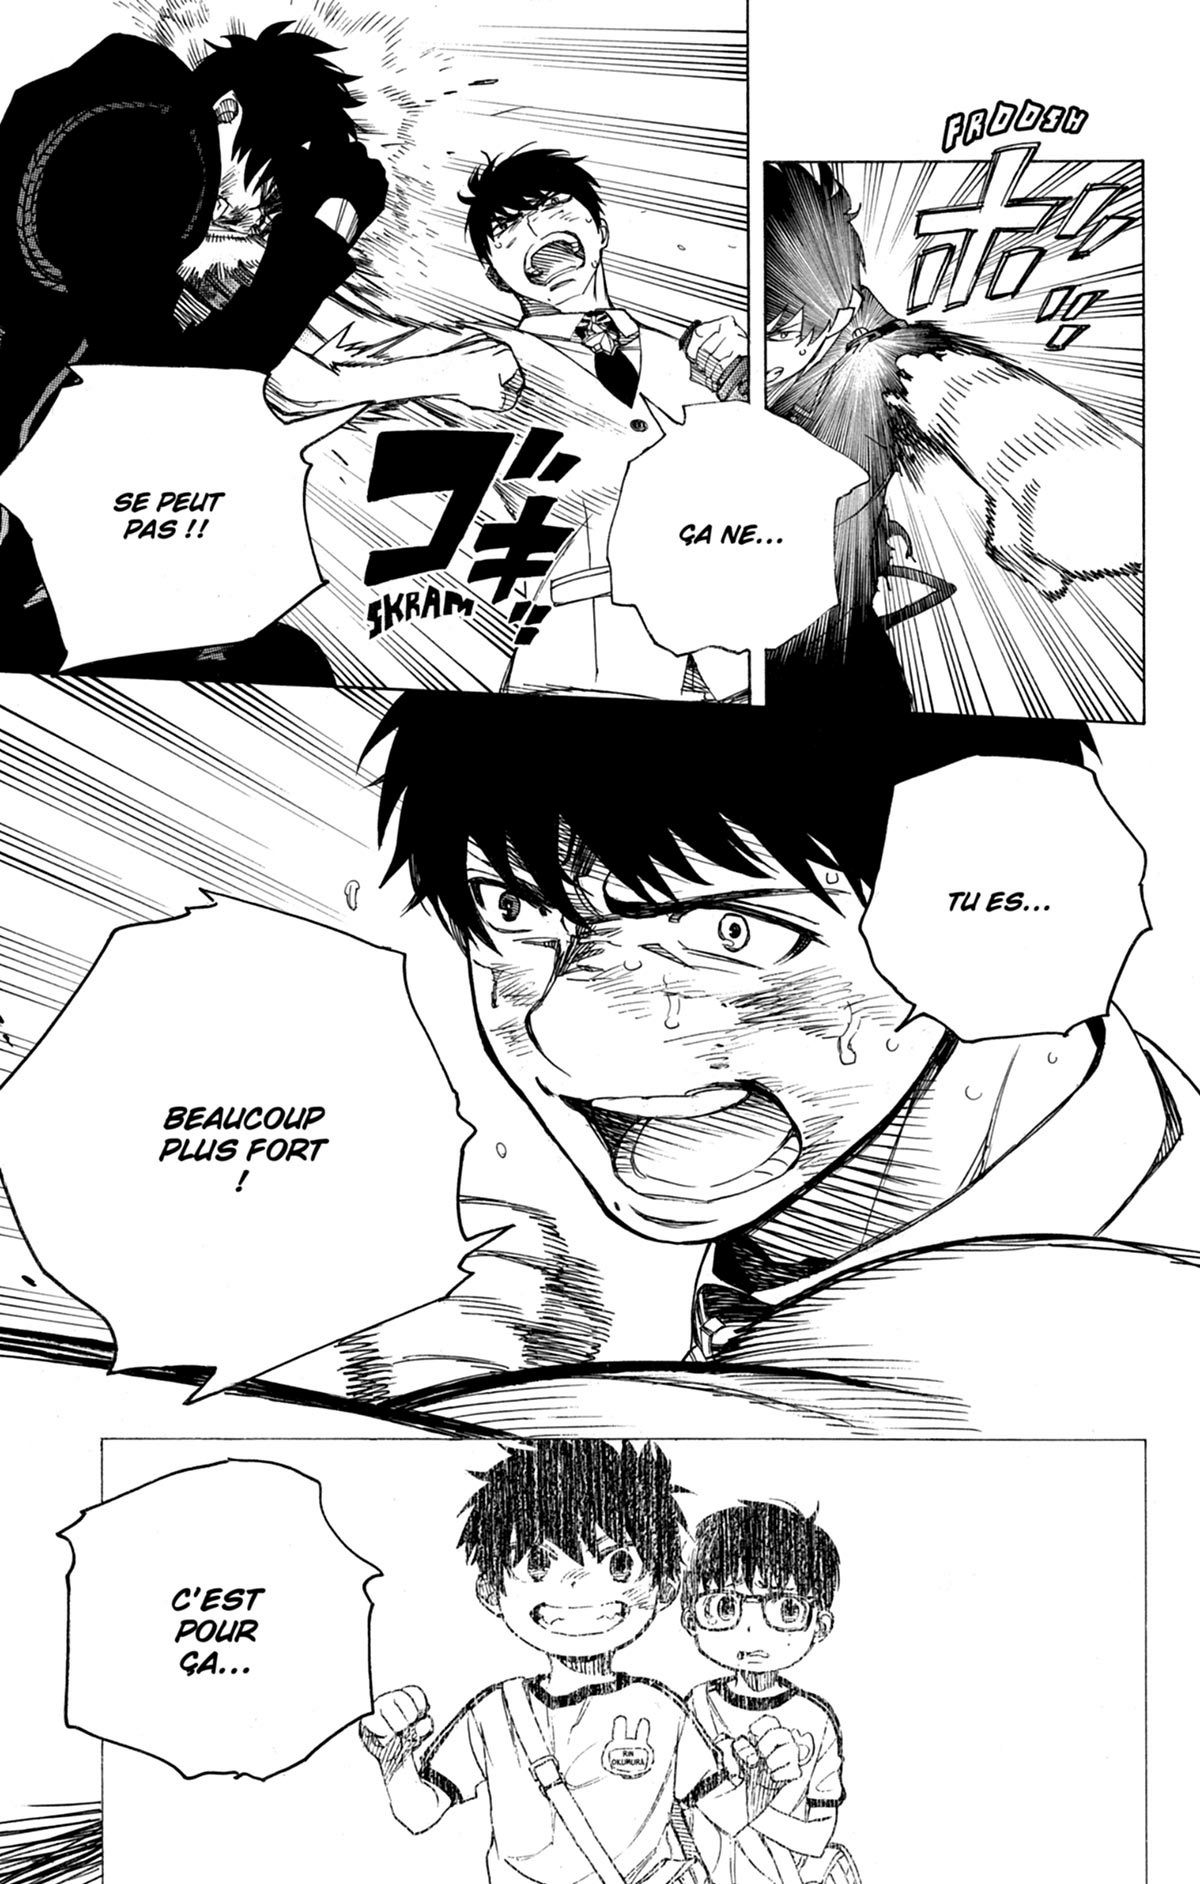 FROOSH
ホッ!!
ÇA NE...
ゴキ!!
SKRAM
SE PEUT
PAS !!
TU ES...
BEAUCOUP
PLUS FORT
!
C'EST
POUR
ÇA...
RIN
OKUMURA